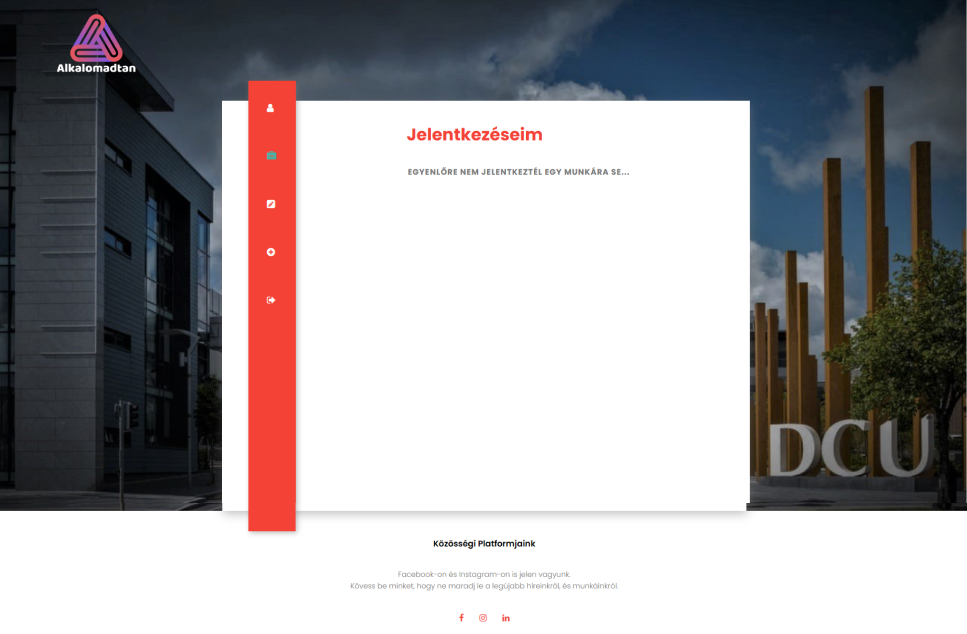 Alkalomadtan
Jelentkezéseim
EGYENLŐRE NEM JELENTKEZTÉL EGY MUNKÁRA SE...
DCU
Közösségi Platformjaink
Facebook-on és Instagram-on is jelen vagyunk.
Kövess be minket, hogy ne maradj le a legújabb híreinkról, és munkáinkról.